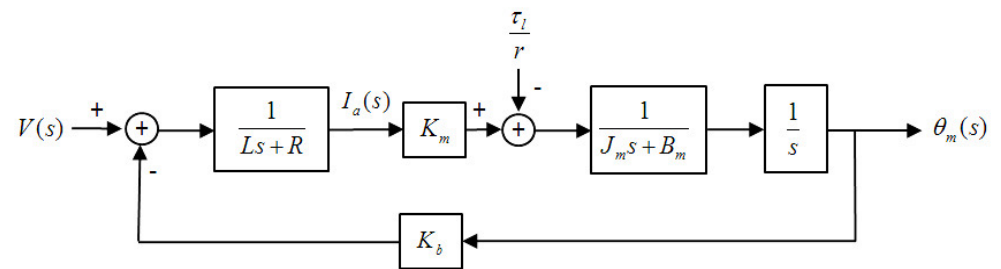 τ_l / r
-
V(s)
+
+
1 / (Ls + R)
I_a(s)
K_m
+
+
1 / (J_m s + B_m)
1 / s
θ_m(s)
-
K_b